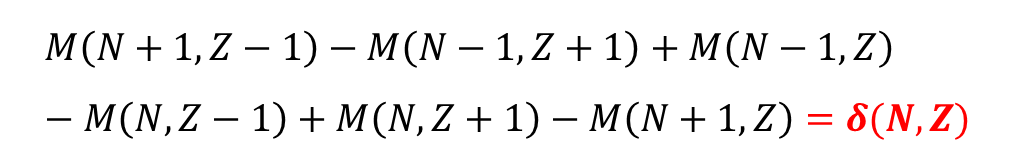 M(N + 1, Z − 1) − M(N − 1, Z + 1) + M(N − 1, Z)
− M(N, Z − 1) + M(N, Z + 1) − M(N + 1, Z) = δ(N, Z)